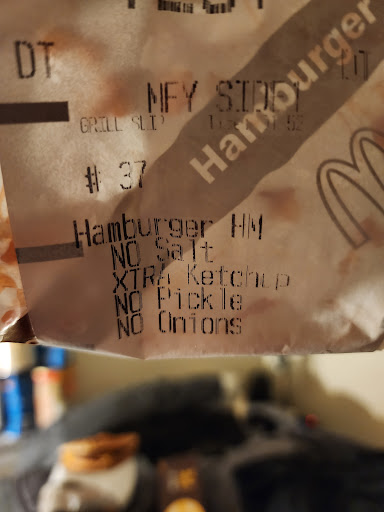 DT
MFY SIDE1
Hamburger
GRILL SLIP
# 37
Hamburger HM
NO Salt
XTRA Ketchup
NO Pickle
NO Onions